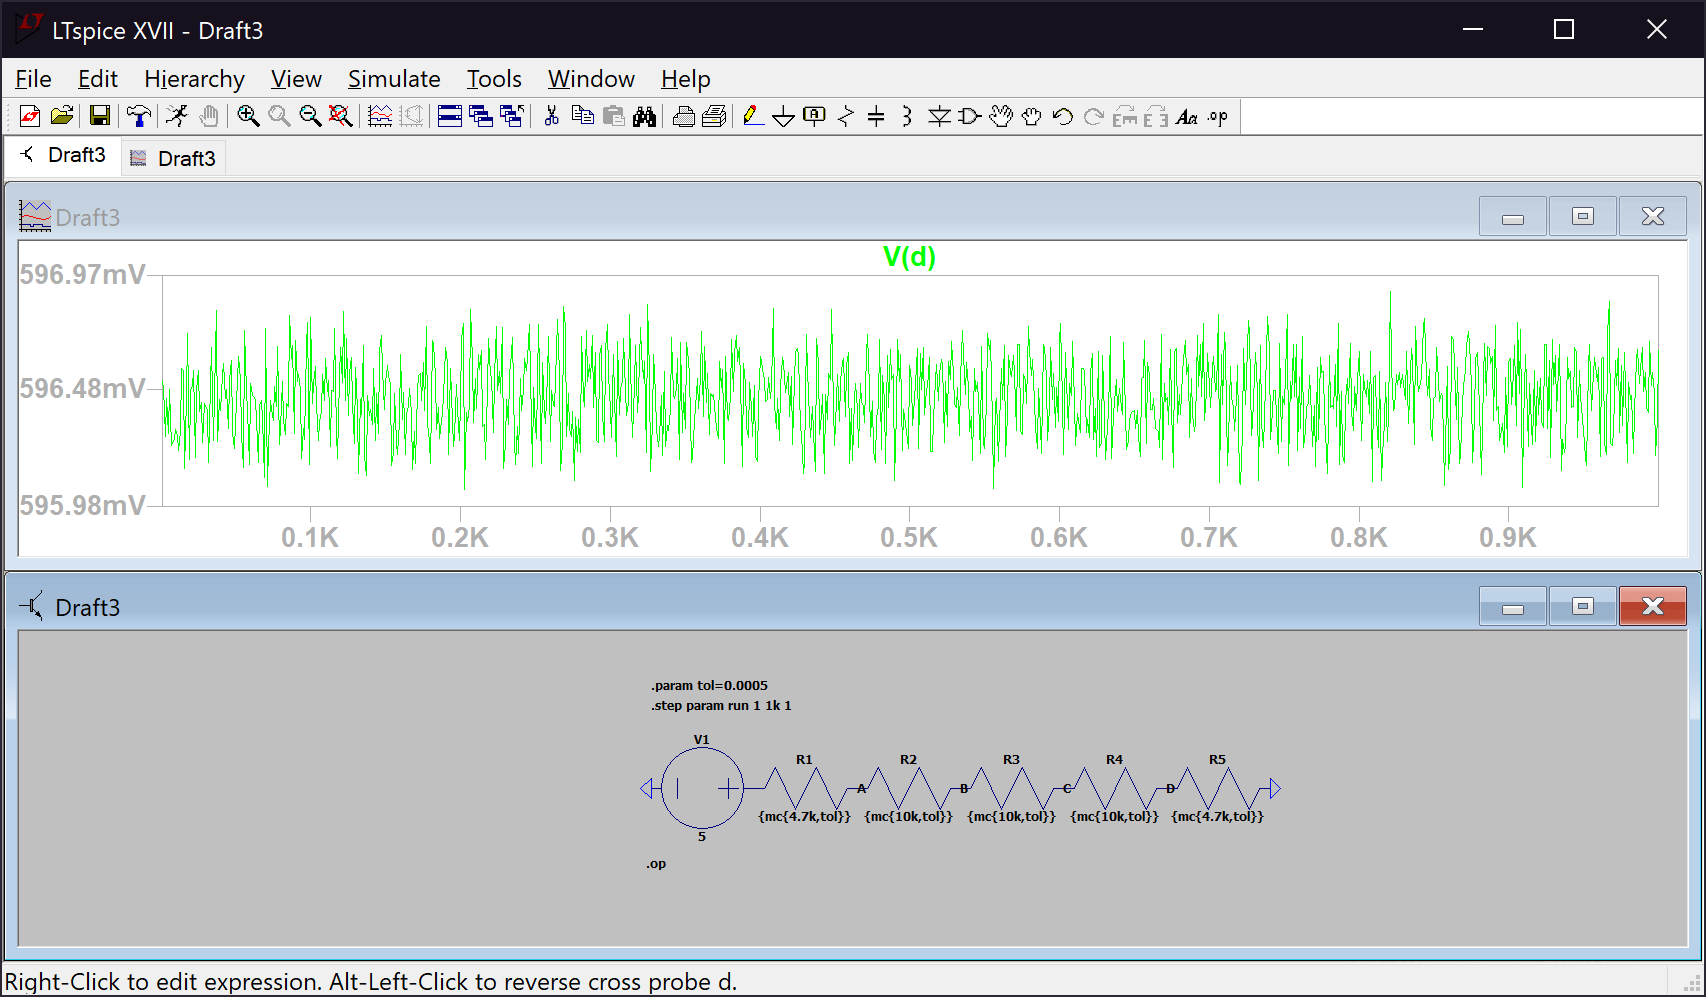 LTspice XVII - Draft3
File Edit Hierarchy View Simulate Tools Window Help
Draft3 Draft3
Draft3
V(d)
596.97mV
596.48mV
595.98mV
0.1K 0.2K 0.3K 0.4K 0.5K 0.6K 0.7K 0.8K 0.9K
Draft3
.param tol=0.0005
.step param run 1 1k 1
V1
R1 R2 R3 R4 R5
A B C D
{mc{4.7k,tol}} {mc{10k,tol}} {mc{10k,tol}} {mc{10k,tol}} {mc{4.7k,tol}}
5
.op
Right-Click to edit expression. Alt-Left-Click to reverse cross probe d.